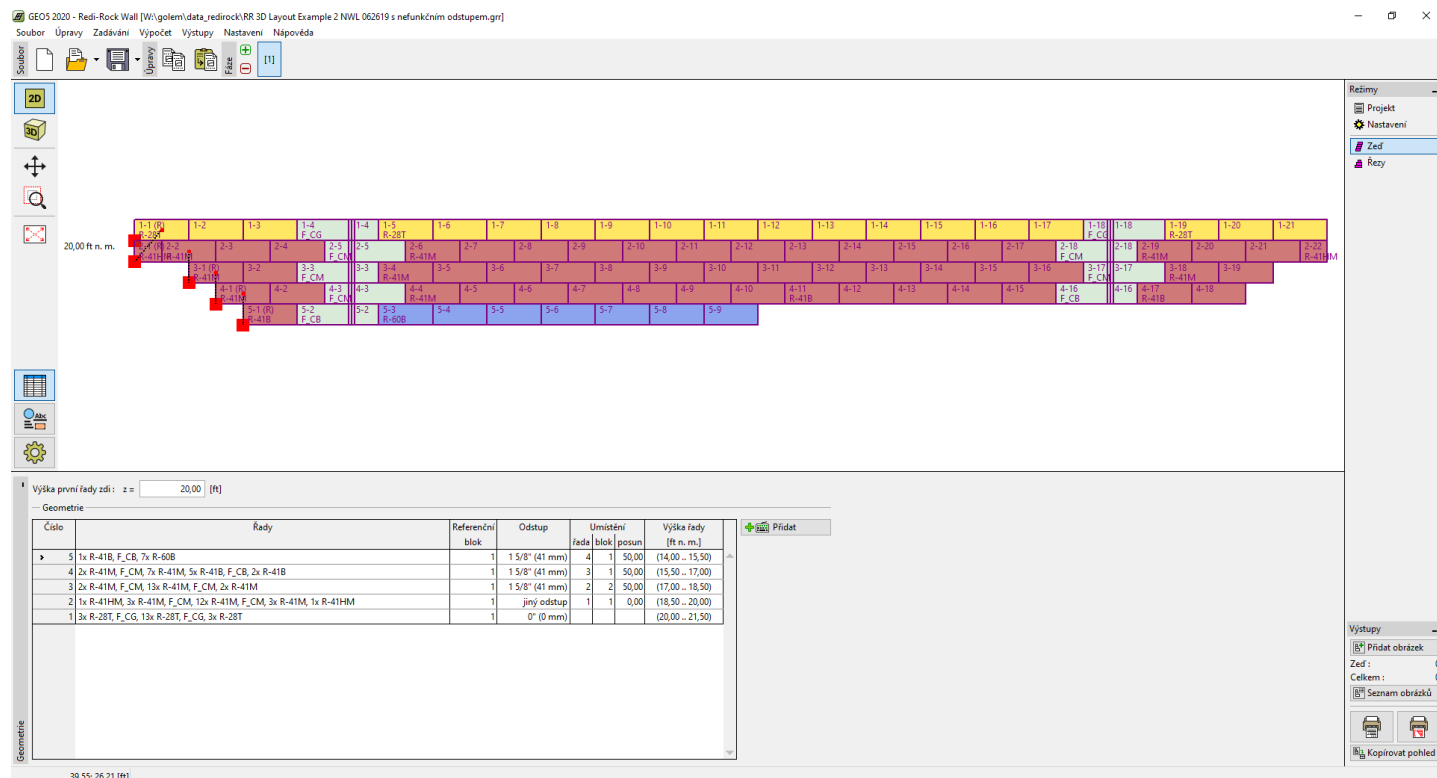 GEO5 2020 - Redi-Rock Wall [W:\golem\data_redirock\RR 3D Layout Example 2 NWL 062619 s nefunkčním odstupem.grr]
Soubor Úpravy Zadávání Výpočet Výstupy Nastavení Nápověda
Soubor Úpravy Fáze [1]
2D
3D
Abc
20,00 ft n. m.
1-1 (R) 1-2 1-3 1-4 1-4 1-5 1-6 1-7 1-8 1-9 1-10 1-11 1-12 1-13 1-14 1-15 1-16 1-17 1-18 1-18 1-19 1-20 1-21
R-28T F_CG R-28T F_CG R-28T
2-2 2-3 2-4 2-5 2-5 2-6 2-7 2-8 2-9 2-10 2-11 2-12 2-13 2-14 2-15 2-16 2-17 2-18 2-18 2-19 2-20 2-21 2-22
R-41M F_CM R-41M F_CM R-41M R-41HM
3-1 (R) 3-2 3-3 3-3 3-4 3-5 3-6 3-7 3-8 3-9 3-10 3-11 3-12 3-13 3-14 3-15 3-16 3-17 3-17 3-18 3-19
R-41M F_CM R-41M F_CM R-41M
4-1 (R) 4-2 4-3 4-3 4-4 4-5 4-6 4-7 4-8 4-9 4-10 4-11 4-12 4-13 4-14 4-15 4-16 4-16 4-17 4-18
R-41M F_CM R-41M R-41B F_CB R-41B
5-1 (R) 5-2 5-2 5-3 5-4 5-5 5-6 5-7 5-8 5-9
R-41B F_CB R-60B
Režimy
Projekt
Nastavení
Zeď
Řezy
Výška první řady zdi : z = 20,00 [ft]
Geometrie
Číslo Řady Referenční Odstup Umístění Výška řady
blok řada blok posun [ft n. m.]
5 1x R-41B, F_CB, 7x R-60B 1 1 5/8" (41 mm) 4 1 50,00 (14,00 .. 15,50)
4 2x R-41M, F_CM, 7x R-41M, 5x R-41B, F_CB, 2x R-41B 1 1 5/8" (41 mm) 3 1 50,00 (15,50 .. 17,00)
3 2x R-41M, F_CM, 13x R-41M, F_CM, 2x R-41M 1 1 5/8" (41 mm) 2 2 50,00 (17,00 .. 18,50)
2 1x R-41HM, 3x R-41M, F_CM, 12x R-41M, F_CM, 3x R-41M, 1x R-41HM 1 jiný odstup 1 1 0,00 (18,50 .. 20,00)
1 3x R-28T, F_CG, 13x R-28T, F_CG, 3x R-28T 1 0" (0 mm) (20,00 .. 21,50)
Přidat
Geometrie
Výstupy
Přidat obrázek
Zeď :
Celkem :
Seznam obrázků
Kopírovat pohled
39,55; 26,21 [ft]